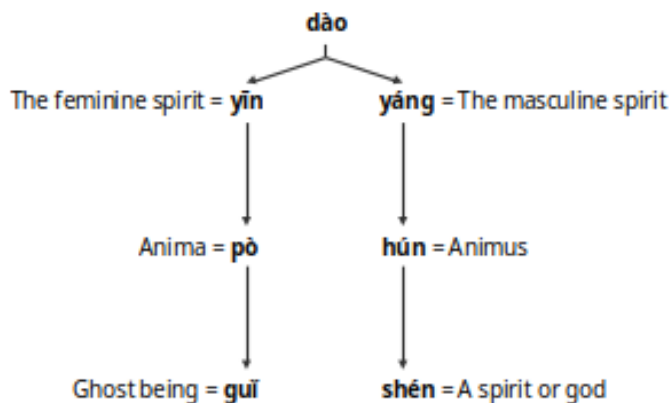 dào
The feminine spirit = yīn yáng = The masculine spirit
Anima = pò hún = Animus
Ghost being = guǐ shén = A spirit or god